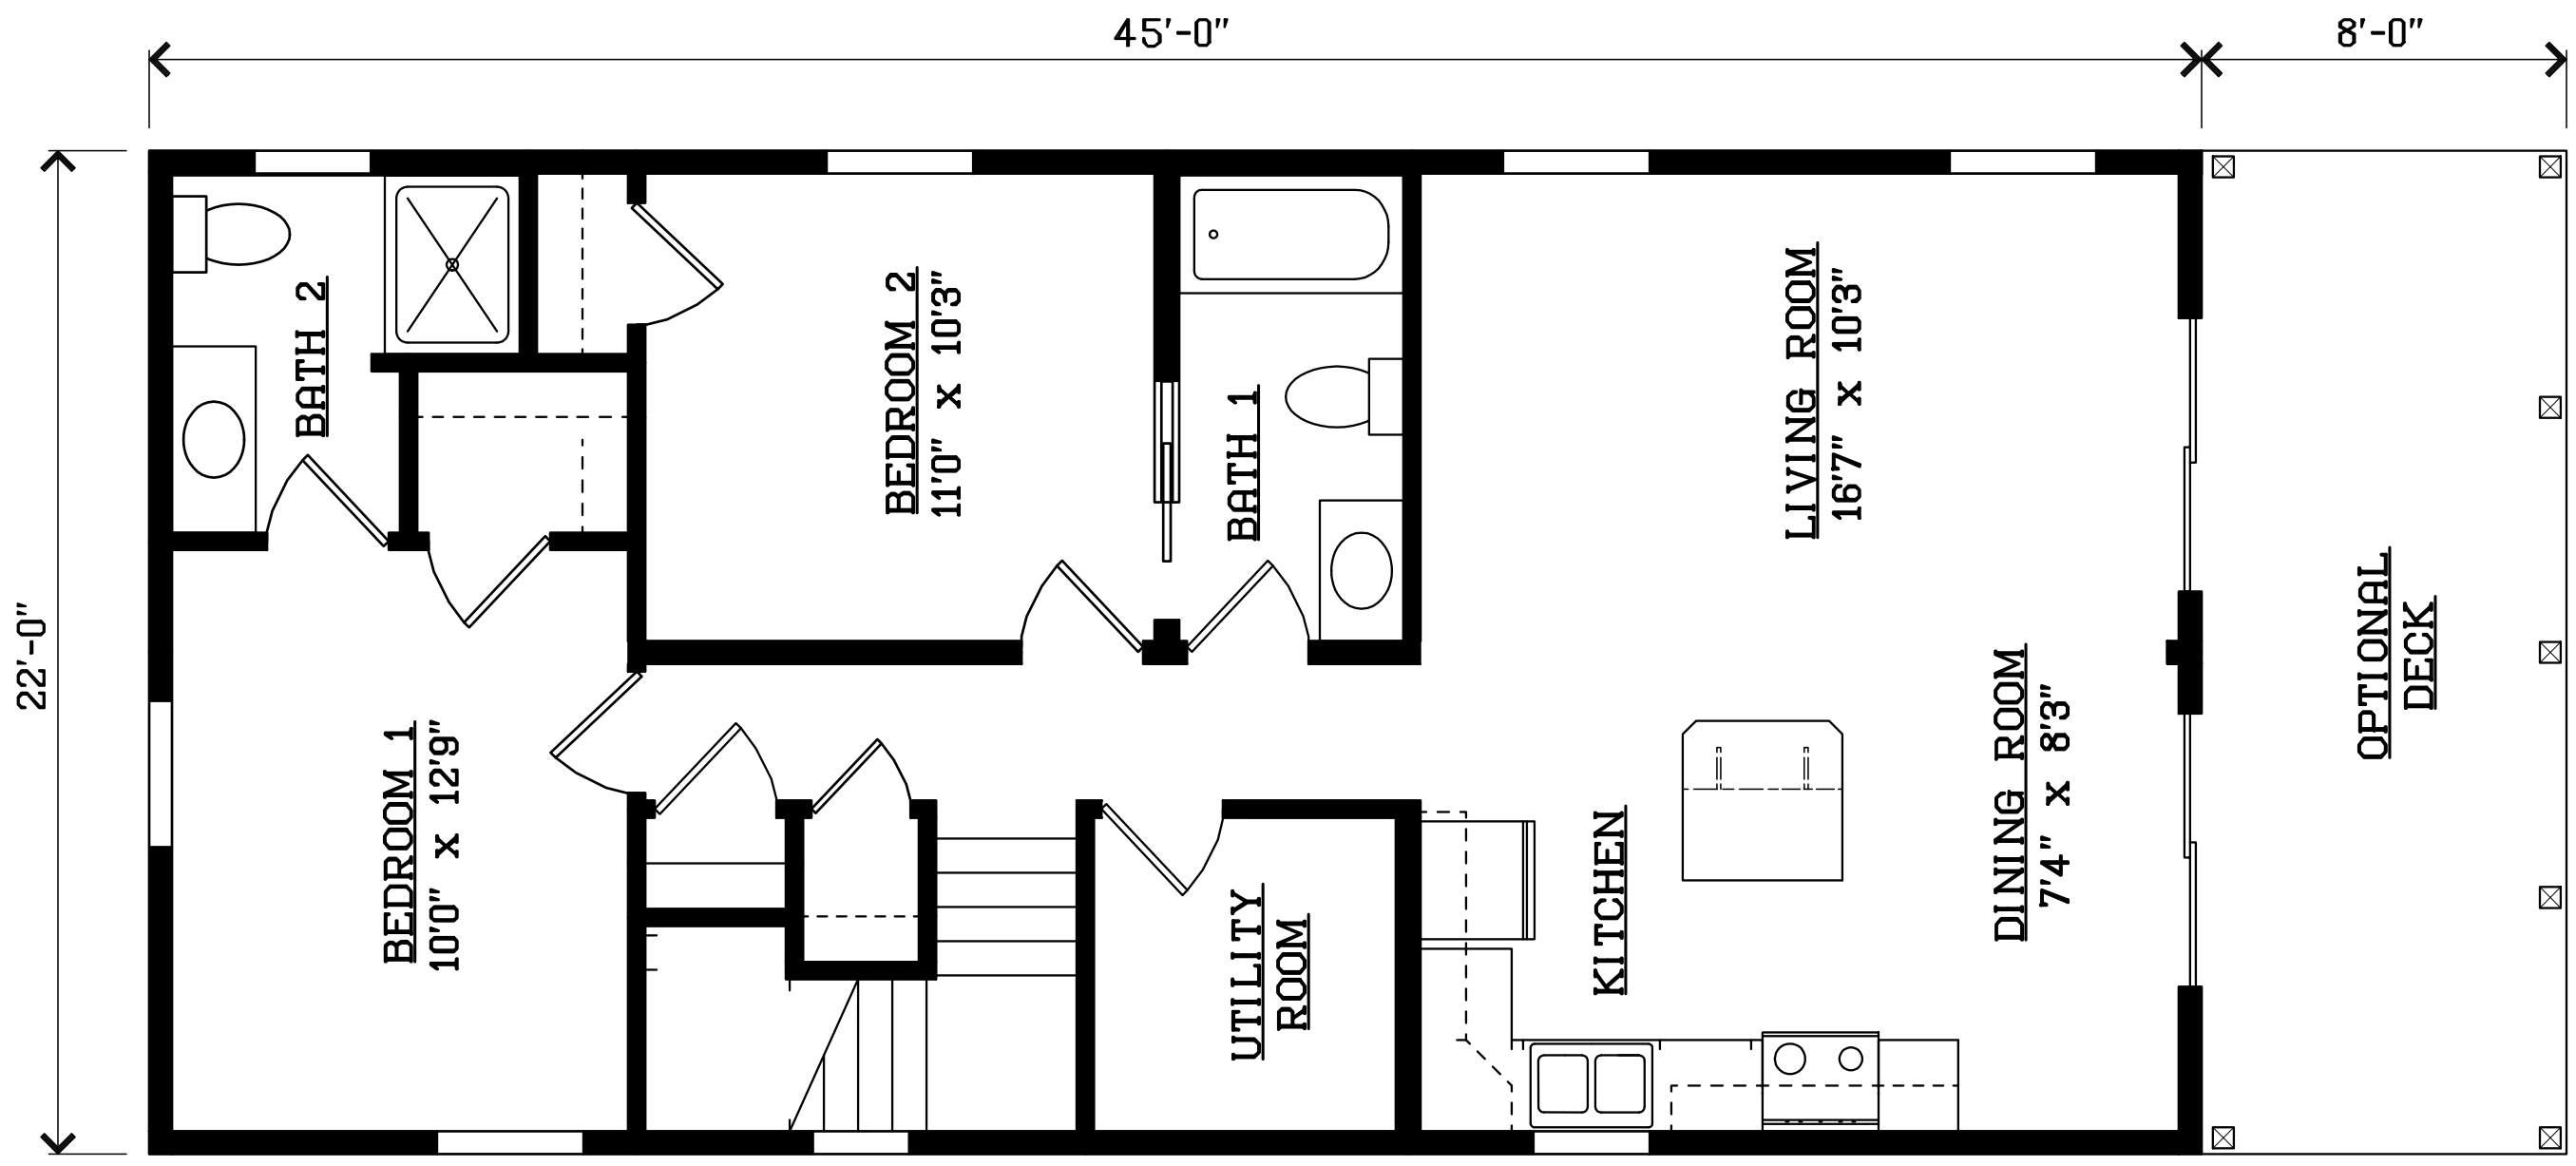 45'-0"
8'-0"
22'-0"
BATH 2
BEDROOM 2
11'0" x 10'3"
BATH 1
LIVING ROOM
16'7" x 10'3"
OPTIONAL
DECK
BEDROOM 1
10'0" x 12'9"
UTILITY
ROOM
KITCHEN
DINING ROOM
7'4" x 8'3"